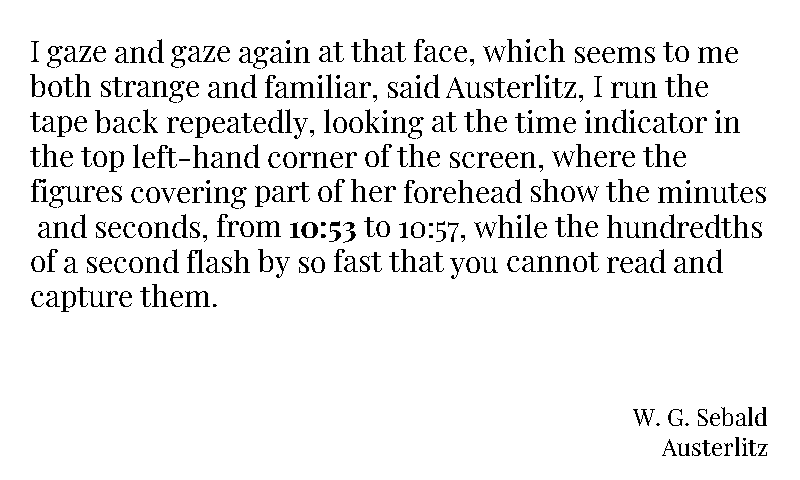 I gaze and gaze again at that face, which seems to me
both strange and familiar, said Austerlitz, I run the
tape back repeatedly, looking at the time indicator in
the top left-hand corner of the screen, where the
figures covering part of her forehead show the minutes
and seconds, from 10:53 to 10:57, while the hundredths
of a second flash by so fast that you cannot read and
capture them.
W. G. Sebald
Austerlitz